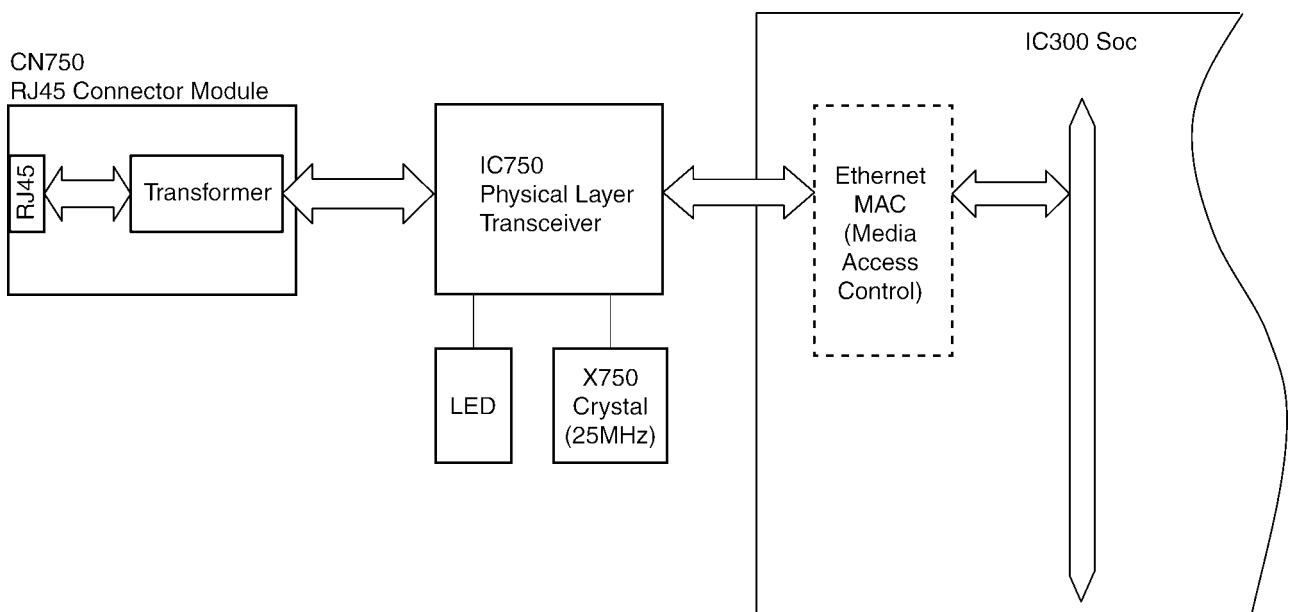 IC300 Soc
CN750
RJ45 Connector Module
RJ45
Transformer
IC750
Physical Layer
Transceiver
Ethernet
MAC
(Media
Access
Control)
LED
X750
Crystal
(25MHz)